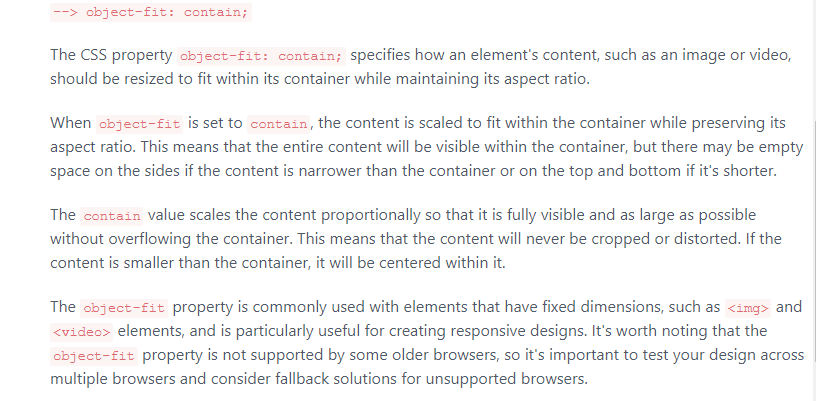 --> object-fit: contain;
The CSS property object-fit: contain; specifies how an element's content, such as an image or video,
should be resized to fit within its container while maintaining its aspect ratio.
When object-fit is set to contain, the content is scaled to fit within the container while preserving its
aspect ratio. This means that the entire content will be visible within the container, but there may be empty
space on the sides if the content is narrower than the container or on the top and bottom if it's shorter.
The contain value scales the content proportionally so that it is fully visible and as large as possible
without overflowing the container. This means that the content will never be cropped or distorted. If the
content is smaller than the container, it will be centered within it.
The object-fit property is commonly used with elements that have fixed dimensions, such as <img> and
<video> elements, and is particularly useful for creating responsive designs. It's worth noting that the
object-fit property is not supported by some older browsers, so it's important to test your design across
multiple browsers and consider fallback solutions for unsupported browsers.